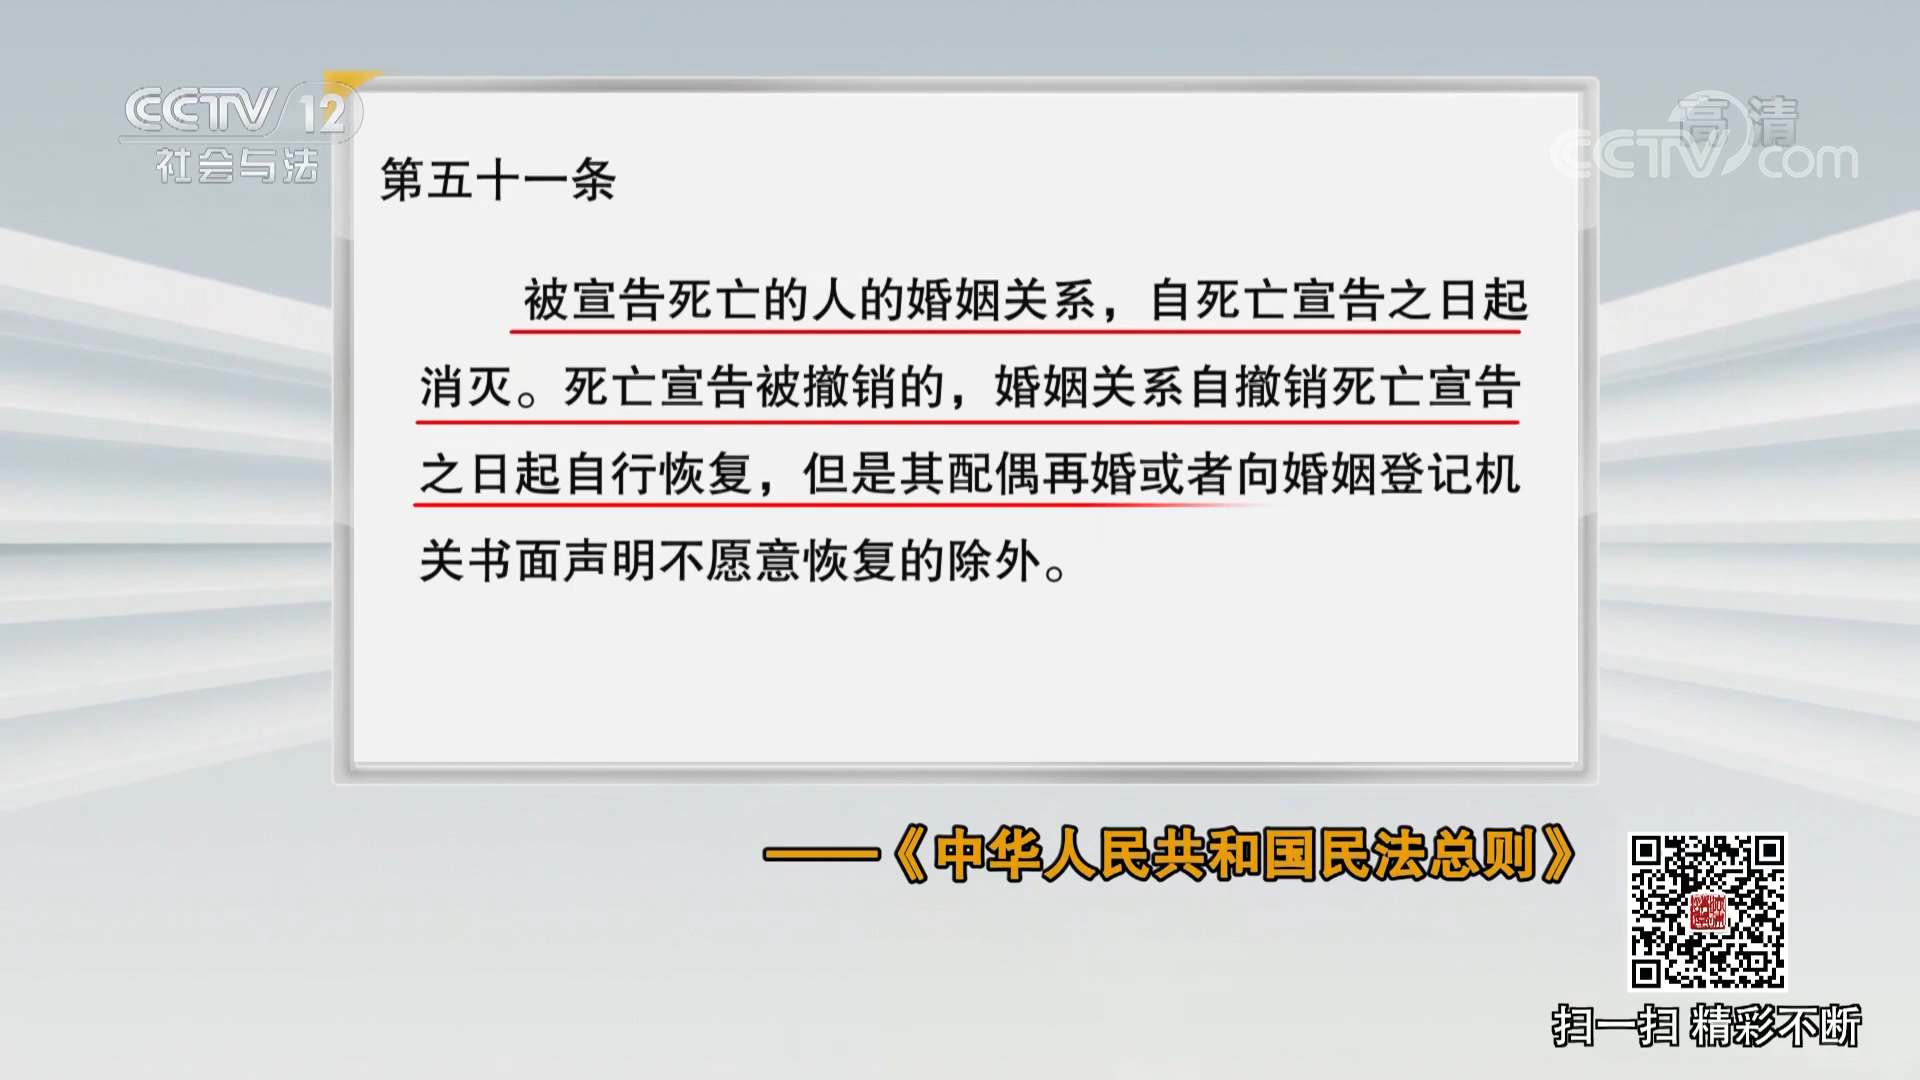 CCTV 12
社会与法
高清
CCTV.com
第五十一条
被宣告死亡的人的婚姻关系，自死亡宣告之日起
消灭。死亡宣告被撤销的，婚姻关系自撤销死亡宣告
之日起自行恢复，但是其配偶再婚或者向婚姻登记机
关书面声明不愿意恢复的除外。
——《中华人民共和国民法总则》
扫一扫 精彩不断